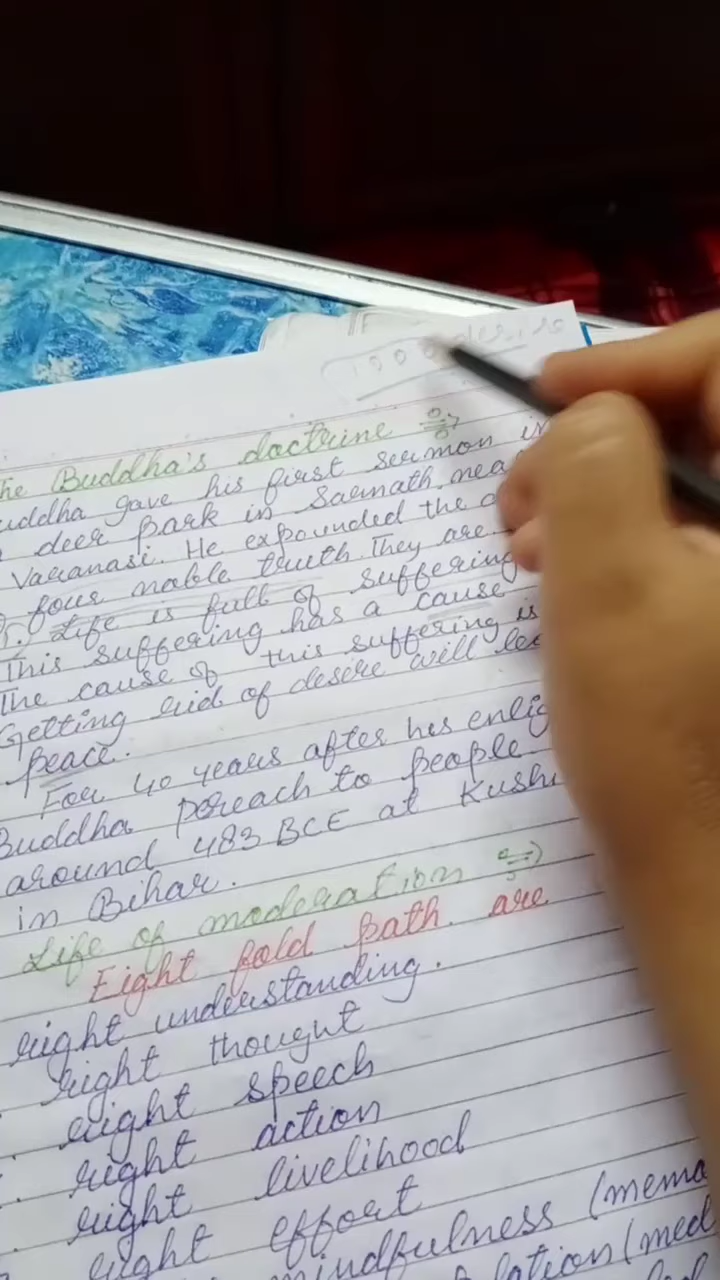 1000 desire
The Buddha's doctrine
Buddha gave his first sermon in
deer park in Sarnath near
Varanasi. He expounded the
four noble truth. They are
Life is full of suffering
This suffering has a cause
The cause of this suffering is
Getting rid of desire will
peace.
For 40 years after his
Buddha preach to people
around 483 BCE at
in Bihar.
Life of moderation
Eight fold path are
right understanding.
right thought
right speech
right action
right livelihood
right effort
mindfulness